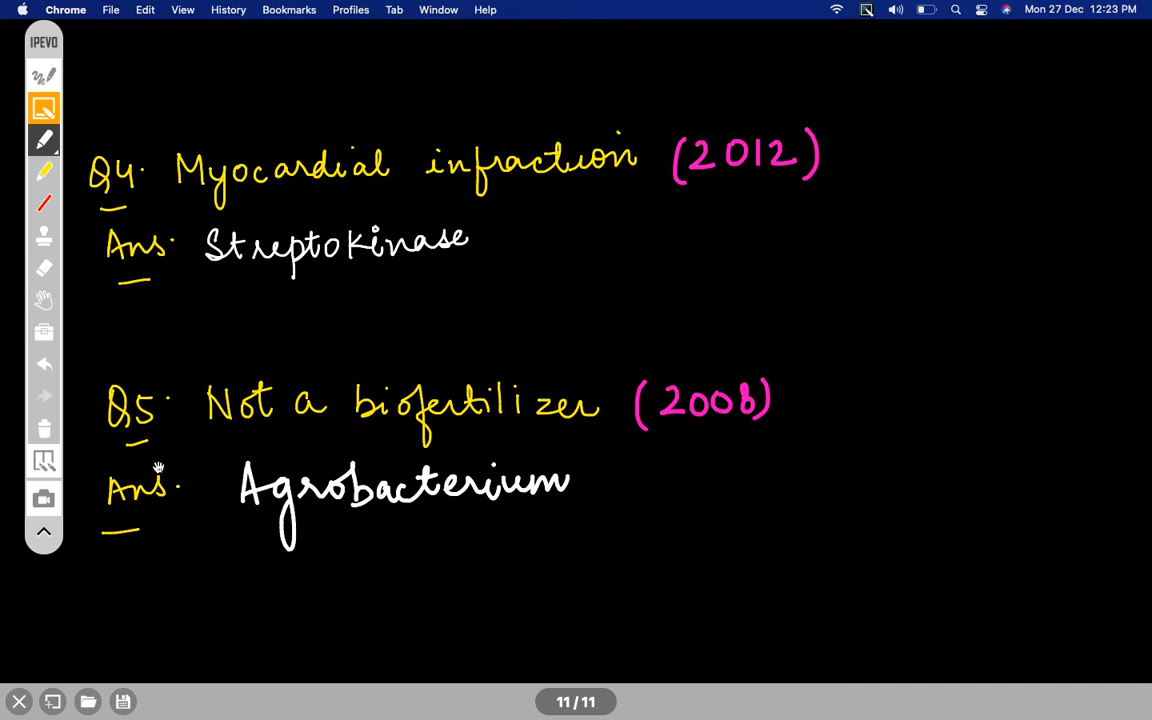 Chrome File Edit View History Bookmarks Profiles Tab Window Help Mon 27 Dec 12:23 PM
IPEVO
Q4. Myocardial infraction (2012)
Ans. Streptokinase
Q5. Not a biofertilizer (2008)
Ans. Agrobacterium
11/11